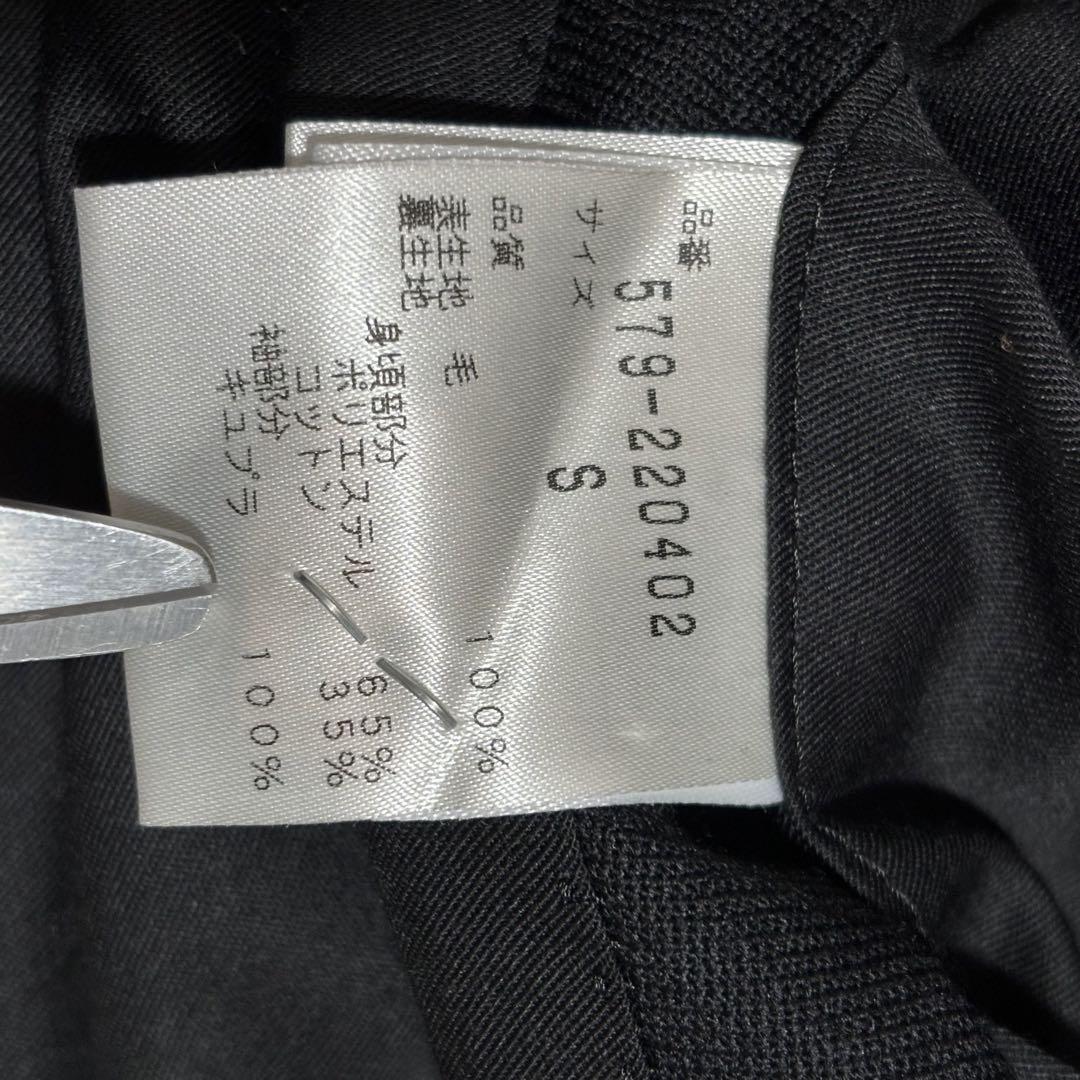 品番 579-220402
サイズ S
品質
表生地 毛 100%
裏生地
身頃部分
ポリエステル 65%
コットン 35%
袖部分
キュプラ 100%